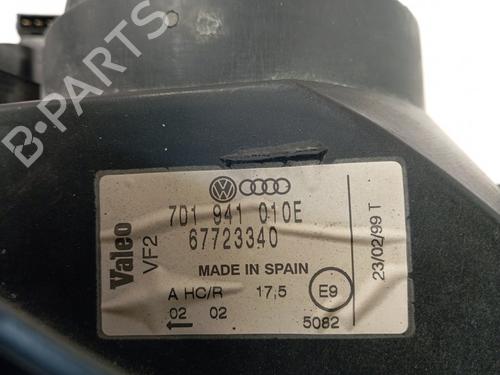 B-PARTS
7D1 941 010E
67723340
MADE IN SPAIN
Valeo
VF2
A HC/R 17,5 E9
02 02 5082
23/02/99 T